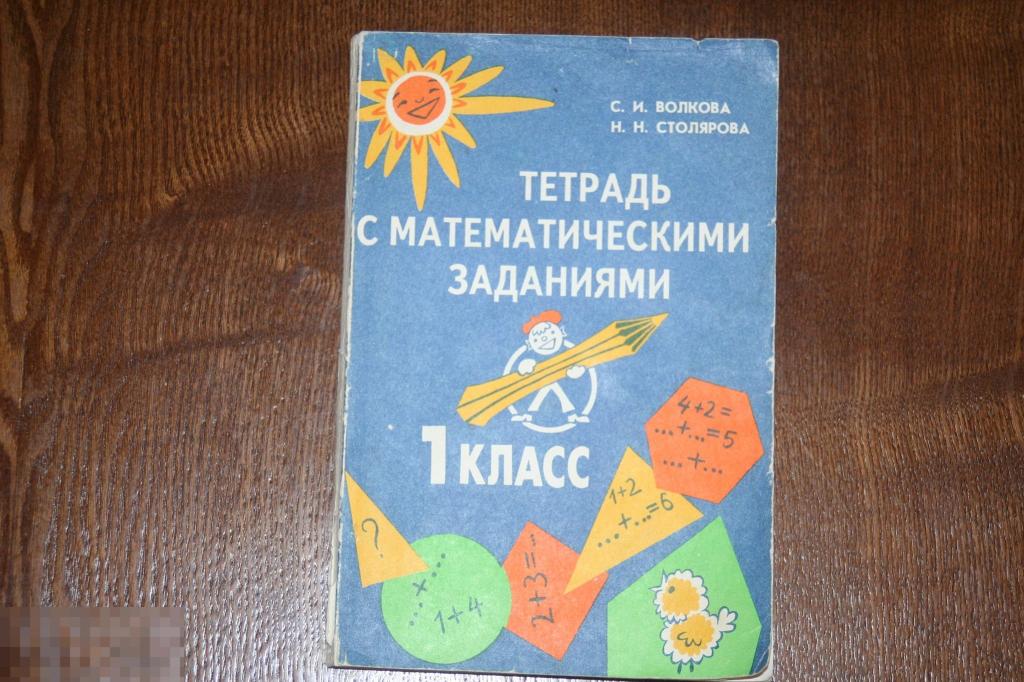 С. И. ВОЛКОВА
Н. Н. СТОЛЯРОВА
ТЕТРАДЬ
С МАТЕМАТИЧЕСКИМИ
ЗАДАНИЯМИ
1 КЛАСС
4+2=
...+...=5
...+...
1+2
...+...=6
?
...+...
1+4
2+3=...